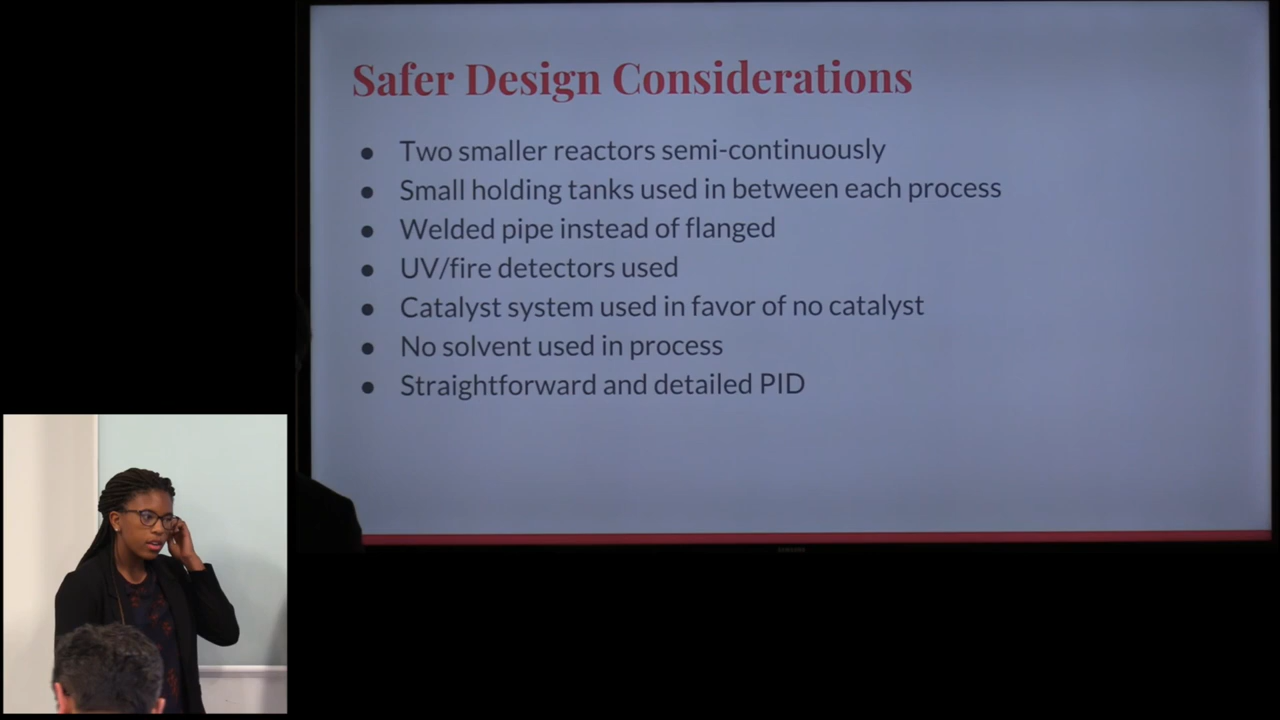 Safer Design Considerations
● Two smaller reactors semi-continuously
● Small holding tanks used in between each process
● Welded pipe instead of flanged
● UV/fire detectors used
● Catalyst system used in favor of no catalyst
● No solvent used in process
● Straightforward and detailed PID
SAMSUNG